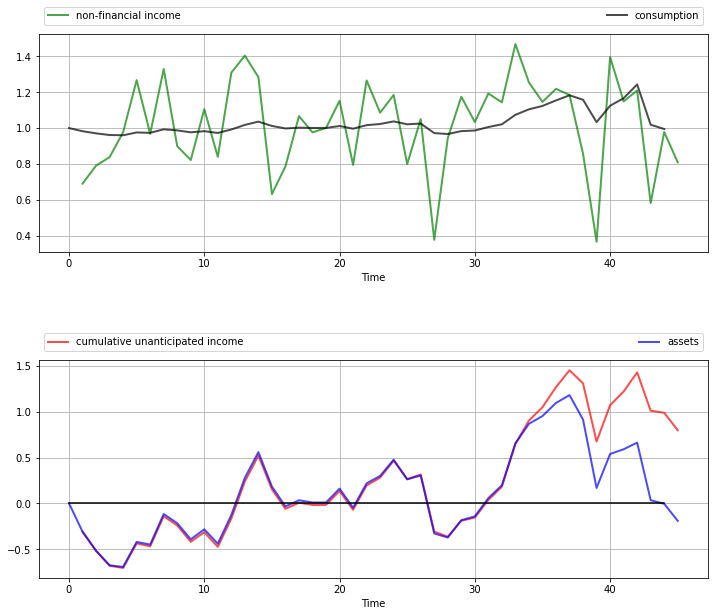 non-financial income consumption
1.4
1.2
1.0
0.8
0.6
0.4
0 10 20 30 40
Time
cumulative unanticipated income assets
1.5
1.0
0.5
0.0
−0.5
0 10 20 30 40
Time